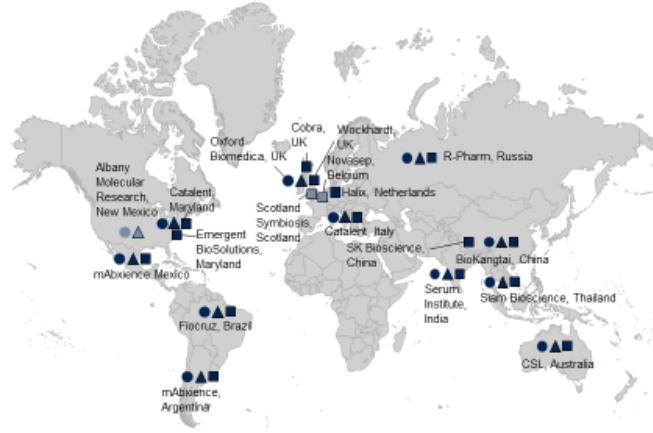 Cobra,
UK
Wockhardt,
UK
Oxford
Biomedica, UK
Novasep,
Belgium
R-Pharm, Russia
Albany
Molecular
Research,
New Mexico
Catalent,
Maryland
Halix, Netherlands
Scotland
Symbiosis,
Scotland
Catalent, Italy
Emergent
BioSolutions,
Maryland
SK Bioscience,
China
BioKangtai, China
mAbxience Mexico
Serum
Institute,
India
Siam Bioscience, Thailand
Fiocruz, Brazil
CSL, Australia
mAbxience,
Argentina